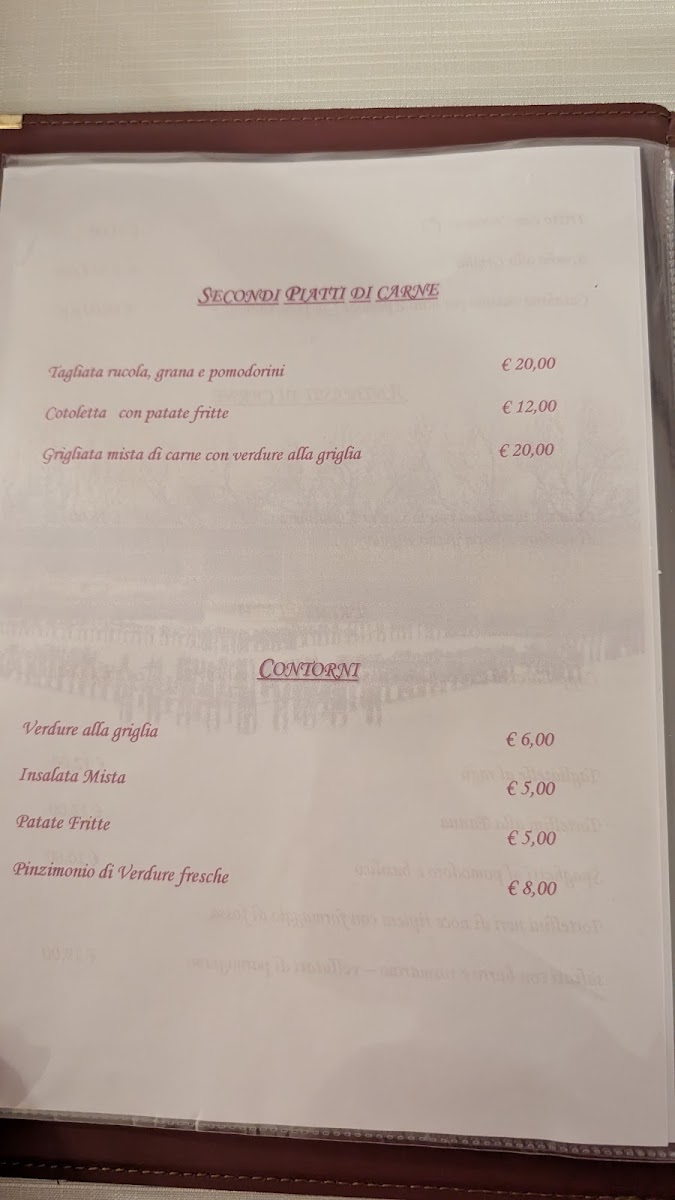 SECONDI PIATTI DI CARNE
Tagliata rucola, grana e pomodorini € 20,00
Cotoletta con patate fritte € 12,00
Grigliata mista di carne con verdure alla griglia € 20,00
CONTORNI
Verdure alla griglia € 6,00
Insalata Mista € 5,00
Patate Fritte € 5,00
Pinzimonio di Verdure fresche € 8,00